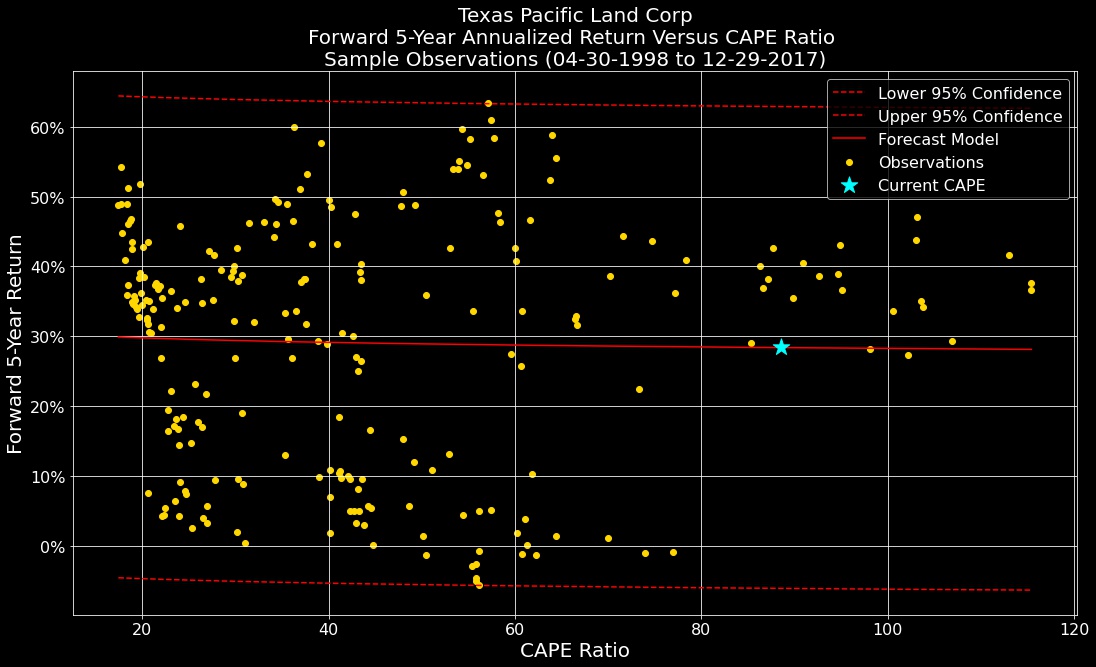 Texas Pacific Land Corp
Forward 5-Year Annualized Return Versus CAPE Ratio
Sample Observations (04-30-1998 to 12-29-2017)
Lower 95% Confidence
Upper 95% Confidence
Forecast Model
Observations
Current CAPE
Forward 5-Year Return
60%
50%
40%
30%
20%
10%
0%
20
40
60
80
100
120
CAPE Ratio